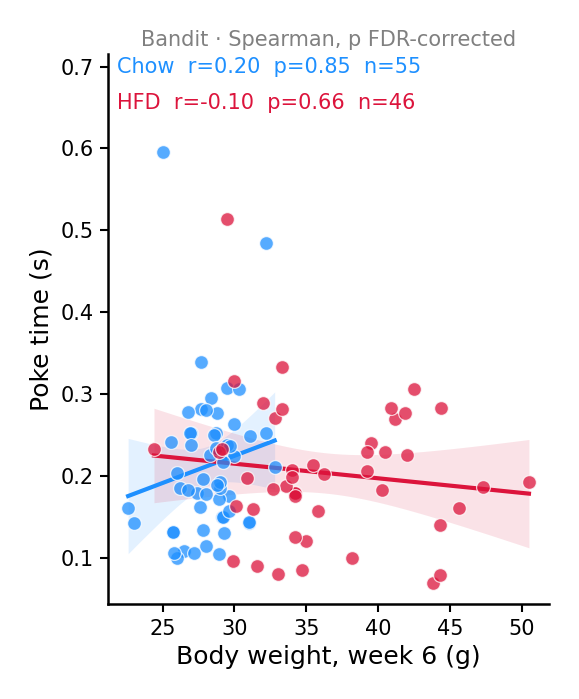 Bandit · Spearman, p FDR-corrected
Chow  r=0.20  p=0.85  n=55
HFD  r=-0.10  p=0.66  n=46
0.7
0.6
0.5
0.4
0.3
0.2
0.1
Poke time (s)
25 30 35 40 45 50
Body weight, week 6 (g)